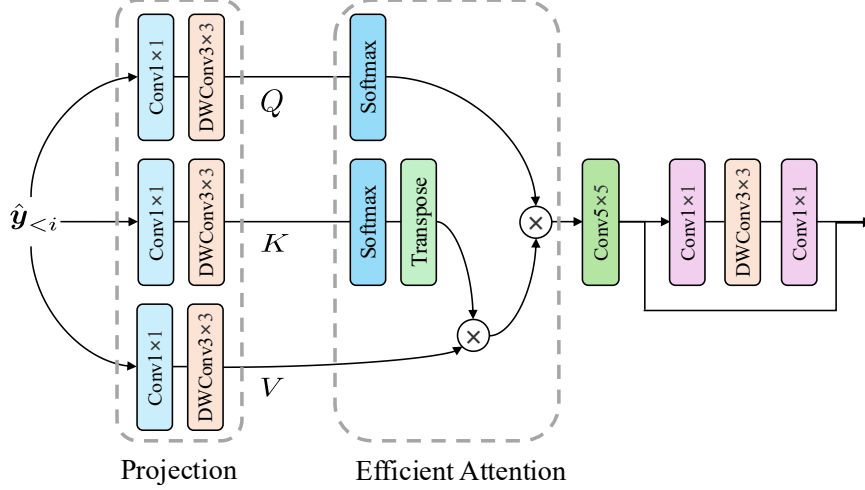 Conv1×1
DWConv3×3
Q
Softmax
ŷ<i
Conv1×1
DWConv3×3
K
Softmax
Transpose
×
Conv5×5
Conv1×1
DWConv3×3
Conv1×1
Conv1×1
DWConv3×3
V
×
Projection
Efficient Attention